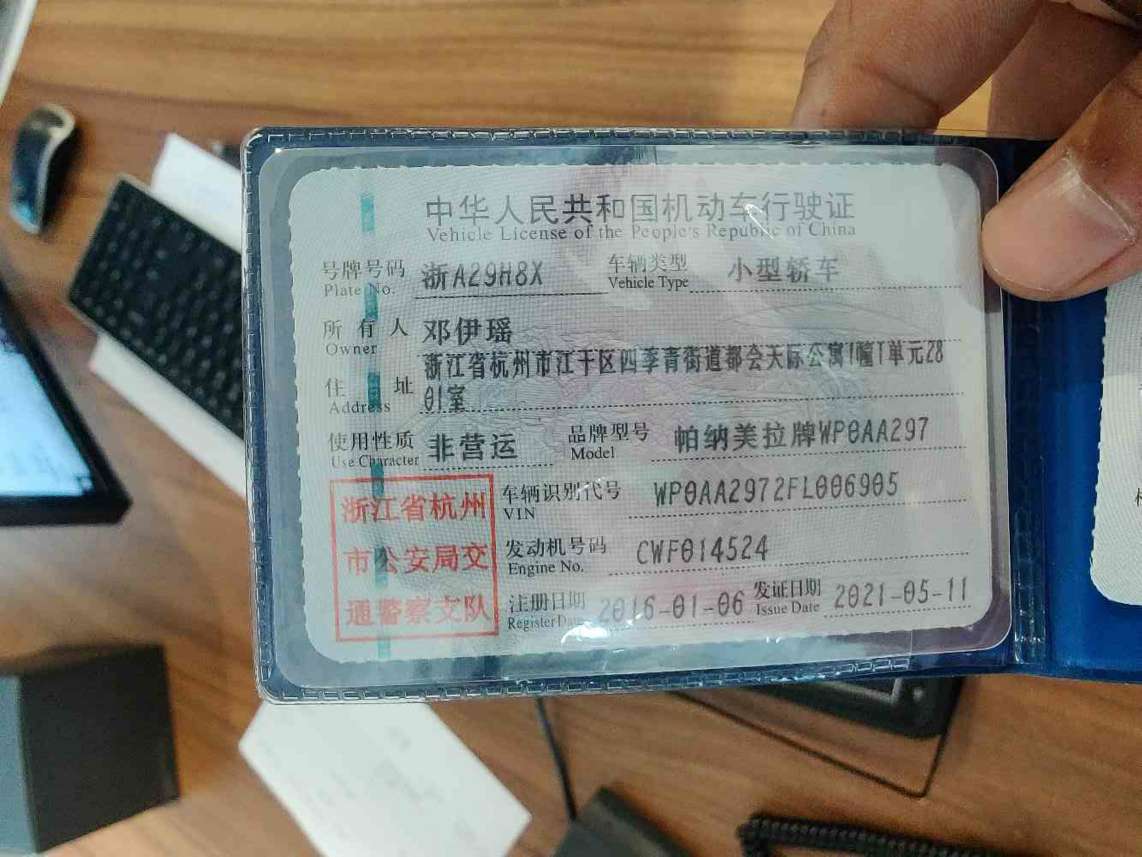 中华人民共和国机动车行驶证
Vehicle License of the People's Republic of China
号牌号码 浙A29H8X 车辆类型 小型轿车
Plate No. Vehicle Type
所有人 邓伊瑶
Owner
浙江省杭州市江干区四季青街道都会天际公寓1幢1单元28
住址 01室
Address
使用性质 非营运 品牌型号 帕纳美拉牌WP0AA297
Use Character Model
浙江省杭州 车辆识别代号 WP0AA2972FL006905
VIN
市公安局交 发动机号码 CWF014524
Engine No.
通警察支队 注册日期 2016-01-06 发证日期 2021-05-11
Register Date Issue Date